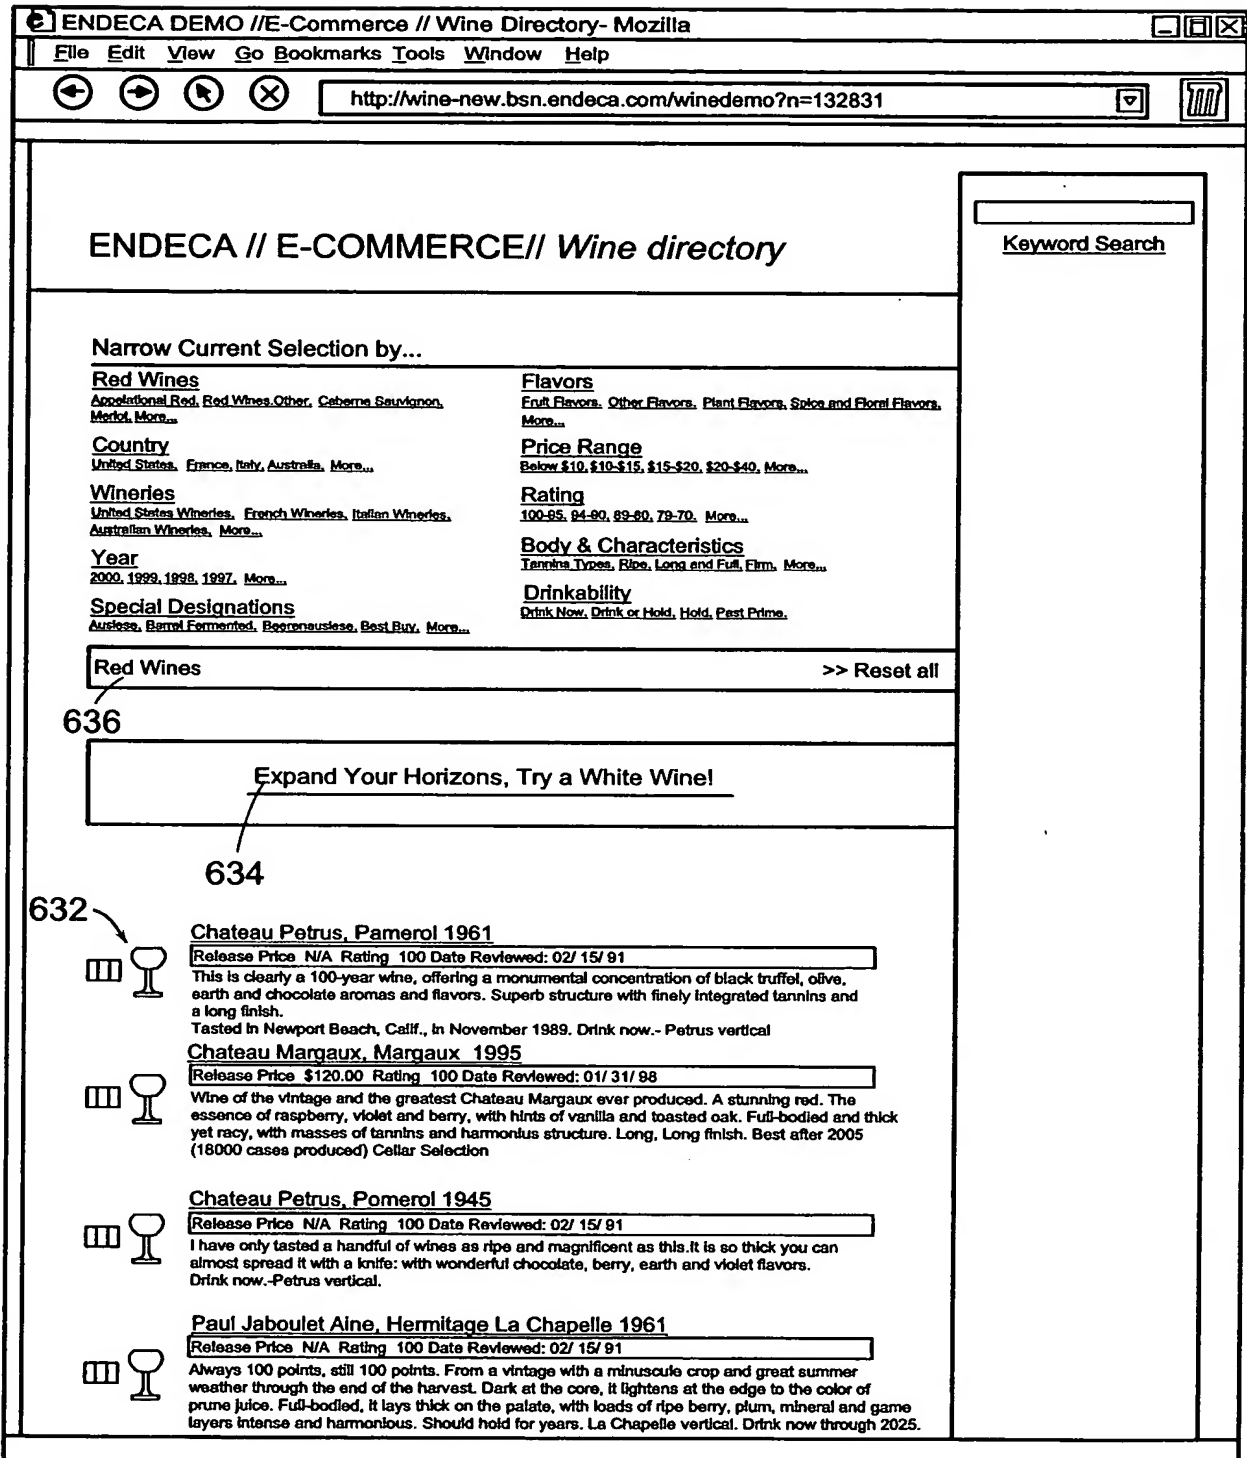 ENDECA DEMO //E-Commerce // Wine Directory- Mozilla
File Edit View Go Bookmarks Tools Window Help
http://wine-new.bsn.endeca.com/winedemo?n=132831
ENDECA // E-COMMERCE// Wine directory
Keyword Search
Narrow Current Selection by...
Red Wines
Appelational Red, Red Wines.Other, Caberne Sauvignon,
Merlot, More...
Country
United States, France, Italy, Australia, More...
Wineries
United States Wineries, French Wineries, Italian Wineries,
Australian Wineries, More...
Year
2000, 1999, 1998, 1997, More...
Special Designations
Auslese, Barrel Fermented, Beerenauslese, Best Buy, More...
Flavors
Fruit Flavors. Other Flavors, Plant Flavors, Spice and Floral Flavors,
More...
Price Range
Below $10, $10-$15, $15-$20, $20-$40, More...
Rating
100-95, 94-90, 89-80, 79-70. More...
Body & Characteristics
Tannins Types, Ripe, Long and Full, Firm, More...
Drinkability
Drink Now, Drink or Hold, Hold, Past Prime.
Red Wines >> Reset all
636
Expand Your Horizons, Try a White Wine!
634
632
Chateau Petrus, Pamerol 1961
Release Price N/A Rating 100 Date Reviewed: 02/ 15/ 91
This is clearly a 100-year wine, offering a monumental concentration of black truffel, olive,
earth and chocolate aromas and flavors. Superb structure with finely integrated tannins and
a long finish.
Tasted in Newport Beach, Calif., in November 1989. Drink now.- Petrus vertical
Chateau Margaux, Margaux 1995
Release Price $120.00 Rating 100 Date Reviewed: 01/ 31/ 98
Wine of the vintage and the greatest Chateau Margaux ever produced. A stunning red. The
essence of raspberry, violet and berry, with hints of vanilla and toasted oak. Full-bodied and thick
yet racy, with masses of tannins and harmonius structure. Long, Long finish. Best after 2005
(18000 cases produced) Cellar Selection
Chateau Petrus, Pomerol 1945
Release Price N/A Rating 100 Date Reviewed: 02/ 15/ 91
I have only tasted a handful of wines as ripe and magnificent as this.It is so thick you can
almost spread it with a knife: with wonderful chocolate, berry, earth and violet flavors.
Drink now.-Petrus vertical.
Paul Jaboulet Aine, Hermitage La Chapelle 1961
Release Price N/A Rating 100 Date Reviewed: 02/ 15/ 91
Always 100 points, still 100 points. From a vintage with a minuscule crop and great summer
weather through the end of the harvest. Dark at the core, it lightens at the edge to the color of
prune juice. Full-bodied, it lays thick on the palate, with loads of ripe berry, plum, mineral and game
layers intense and harmonious. Should hold for years. La Chapelle vertical. Drink now through 2025.